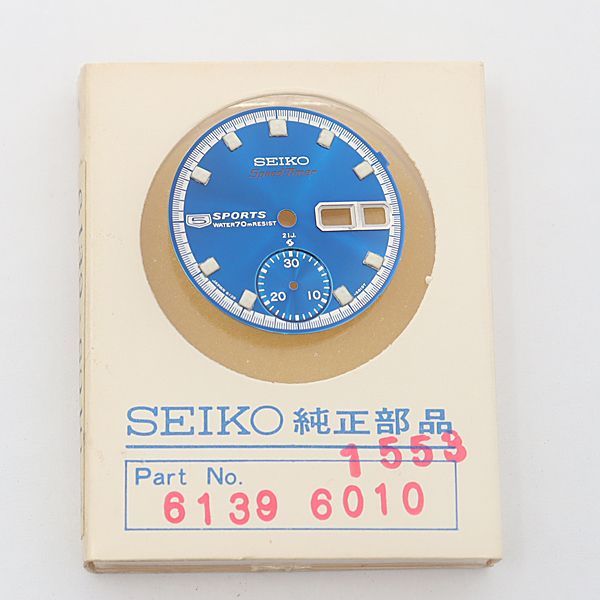 SEIKO
Speed-Timer
5 SPORTS
WATER 70m RESIST
21J.
30
20 10
SEIKO 純正部品
1553
Part No.
6139 6010